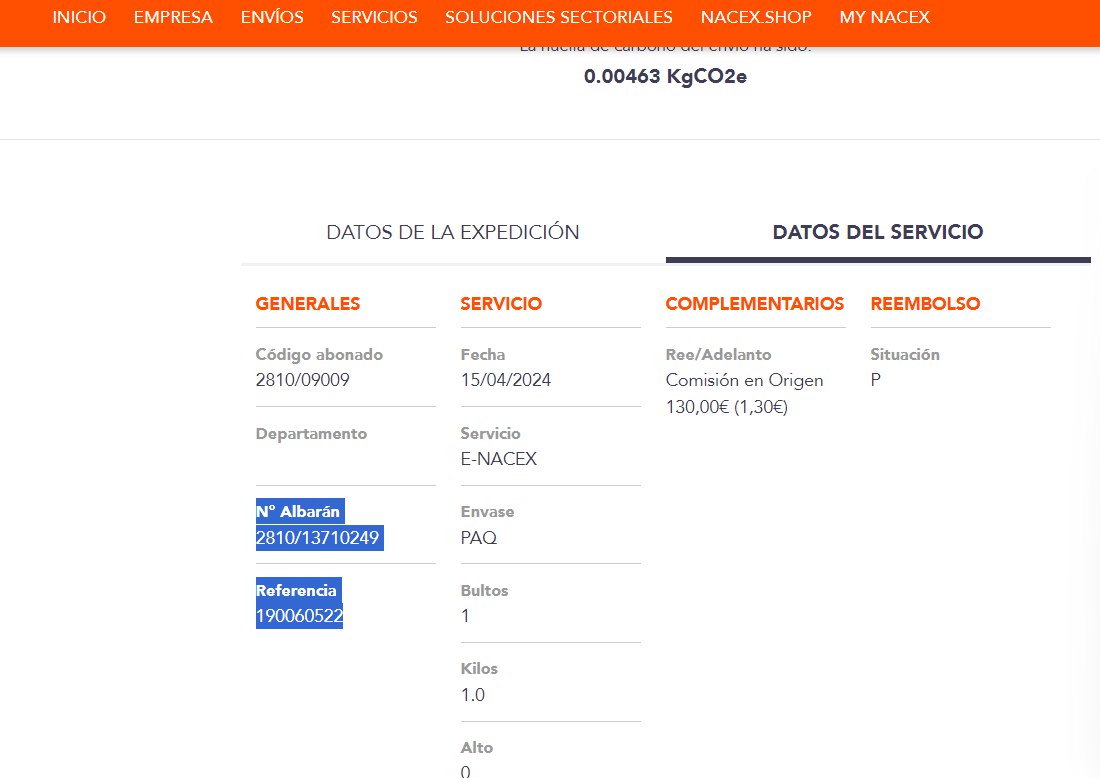 INICIO EMPRESA ENVÍOS SERVICIOS SOLUCIONES SECTORIALES NACEX.SHOP MY NACEX
La huella de carbono del envío ha sido:
0.00463 KgCO2e
DATOS DE LA EXPEDICIÓN
DATOS DEL SERVICIO
GENERALES
Código abonado
2810/09009
Departamento
Nº Albarán
2810/13710249
Referencia
190060522
SERVICIO
Fecha
15/04/2024
Servicio
E-NACEX
Envase
PAQ
Bultos
1
Kilos
1.0
Alto
0
COMPLEMENTARIOS
Ree/Adelanto
Comisión en Origen
130,00€ (1,30€)
REEMBOLSO
Situación
P